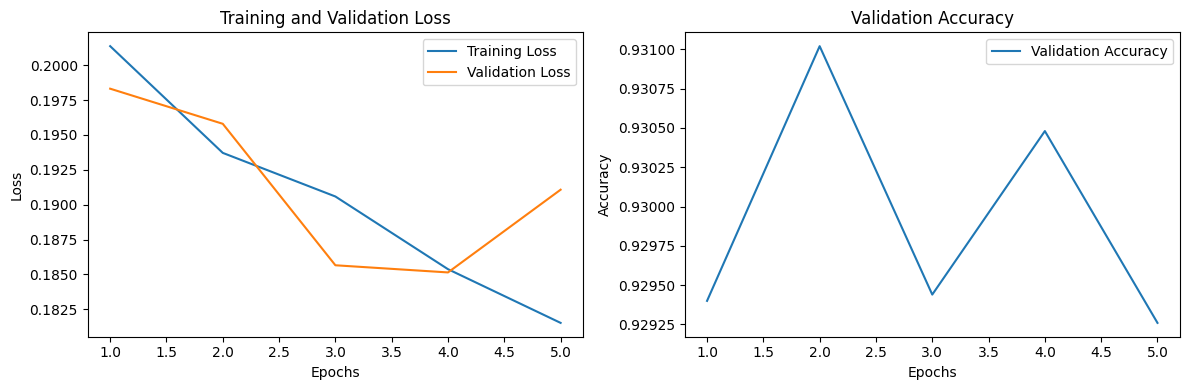 Training and Validation Loss
Training Loss
Validation Loss
0.2000
0.1975
0.1950
0.1925
0.1900
0.1875
0.1850
0.1825
Loss
1.0 1.5 2.0 2.5 3.0 3.5 4.0 4.5 5.0
Epochs
Validation Accuracy
Validation Accuracy
0.93100
0.93075
0.93050
0.93025
0.93000
0.92975
0.92950
0.92925
Accuracy
1.0 1.5 2.0 2.5 3.0 3.5 4.0 4.5 5.0
Epochs